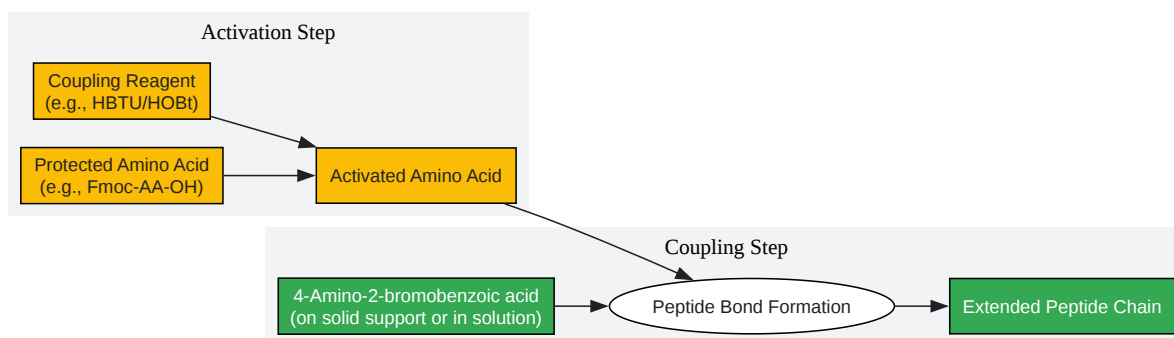 Activation Step
Coupling Reagent
(e.g., HBTU/HOBt)
Protected Amino Acid
(e.g., Fmoc-AA-OH)
Activated Amino Acid
Coupling Step
4-Amino-2-bromobenzoic acid
(on solid support or in solution)
Peptide Bond Formation
Extended Peptide Chain